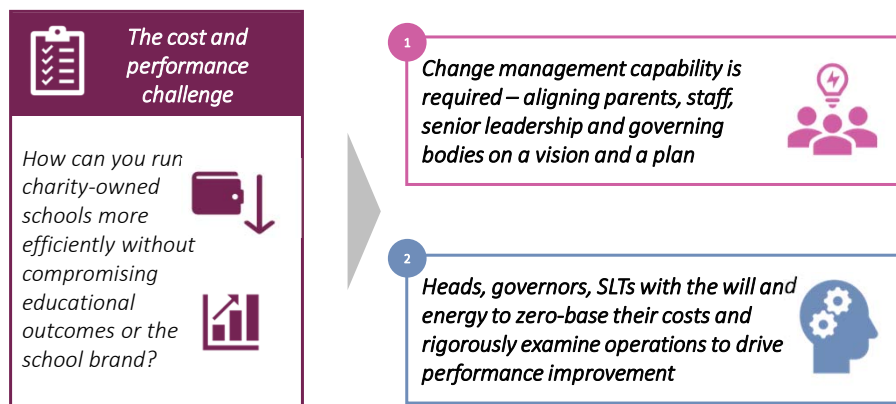 The cost and
performance
challenge
How can you run
charity-owned
schools more
efficiently without
compromising
educational
outcomes or the
school brand?
1
Change management capability is
required – aligning parents, staff,
senior leadership and governing
bodies on a vision and a plan
2
Heads, governors, SLTs with the will and
energy to zero-base their costs and
rigorously examine operations to drive
performance improvement